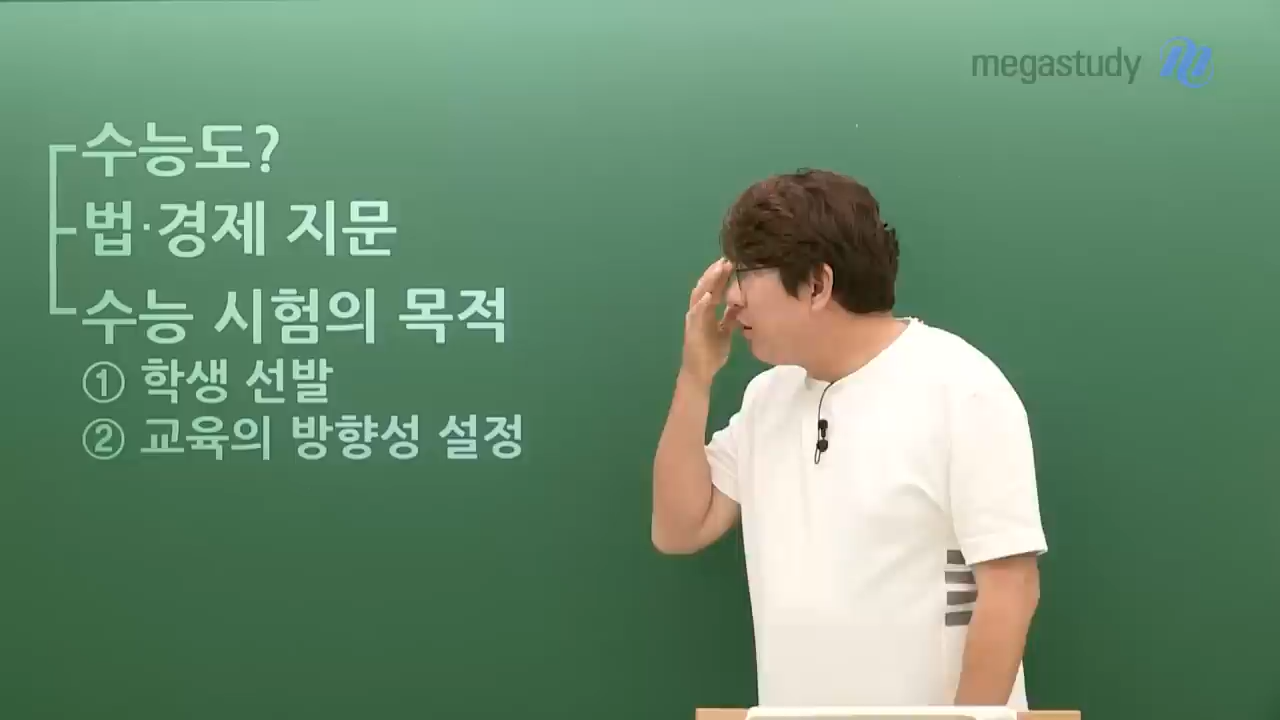 megastudy
수능도?
법·경제 지문
수능 시험의 목적
① 학생 선발
② 교육의 방향성 설정